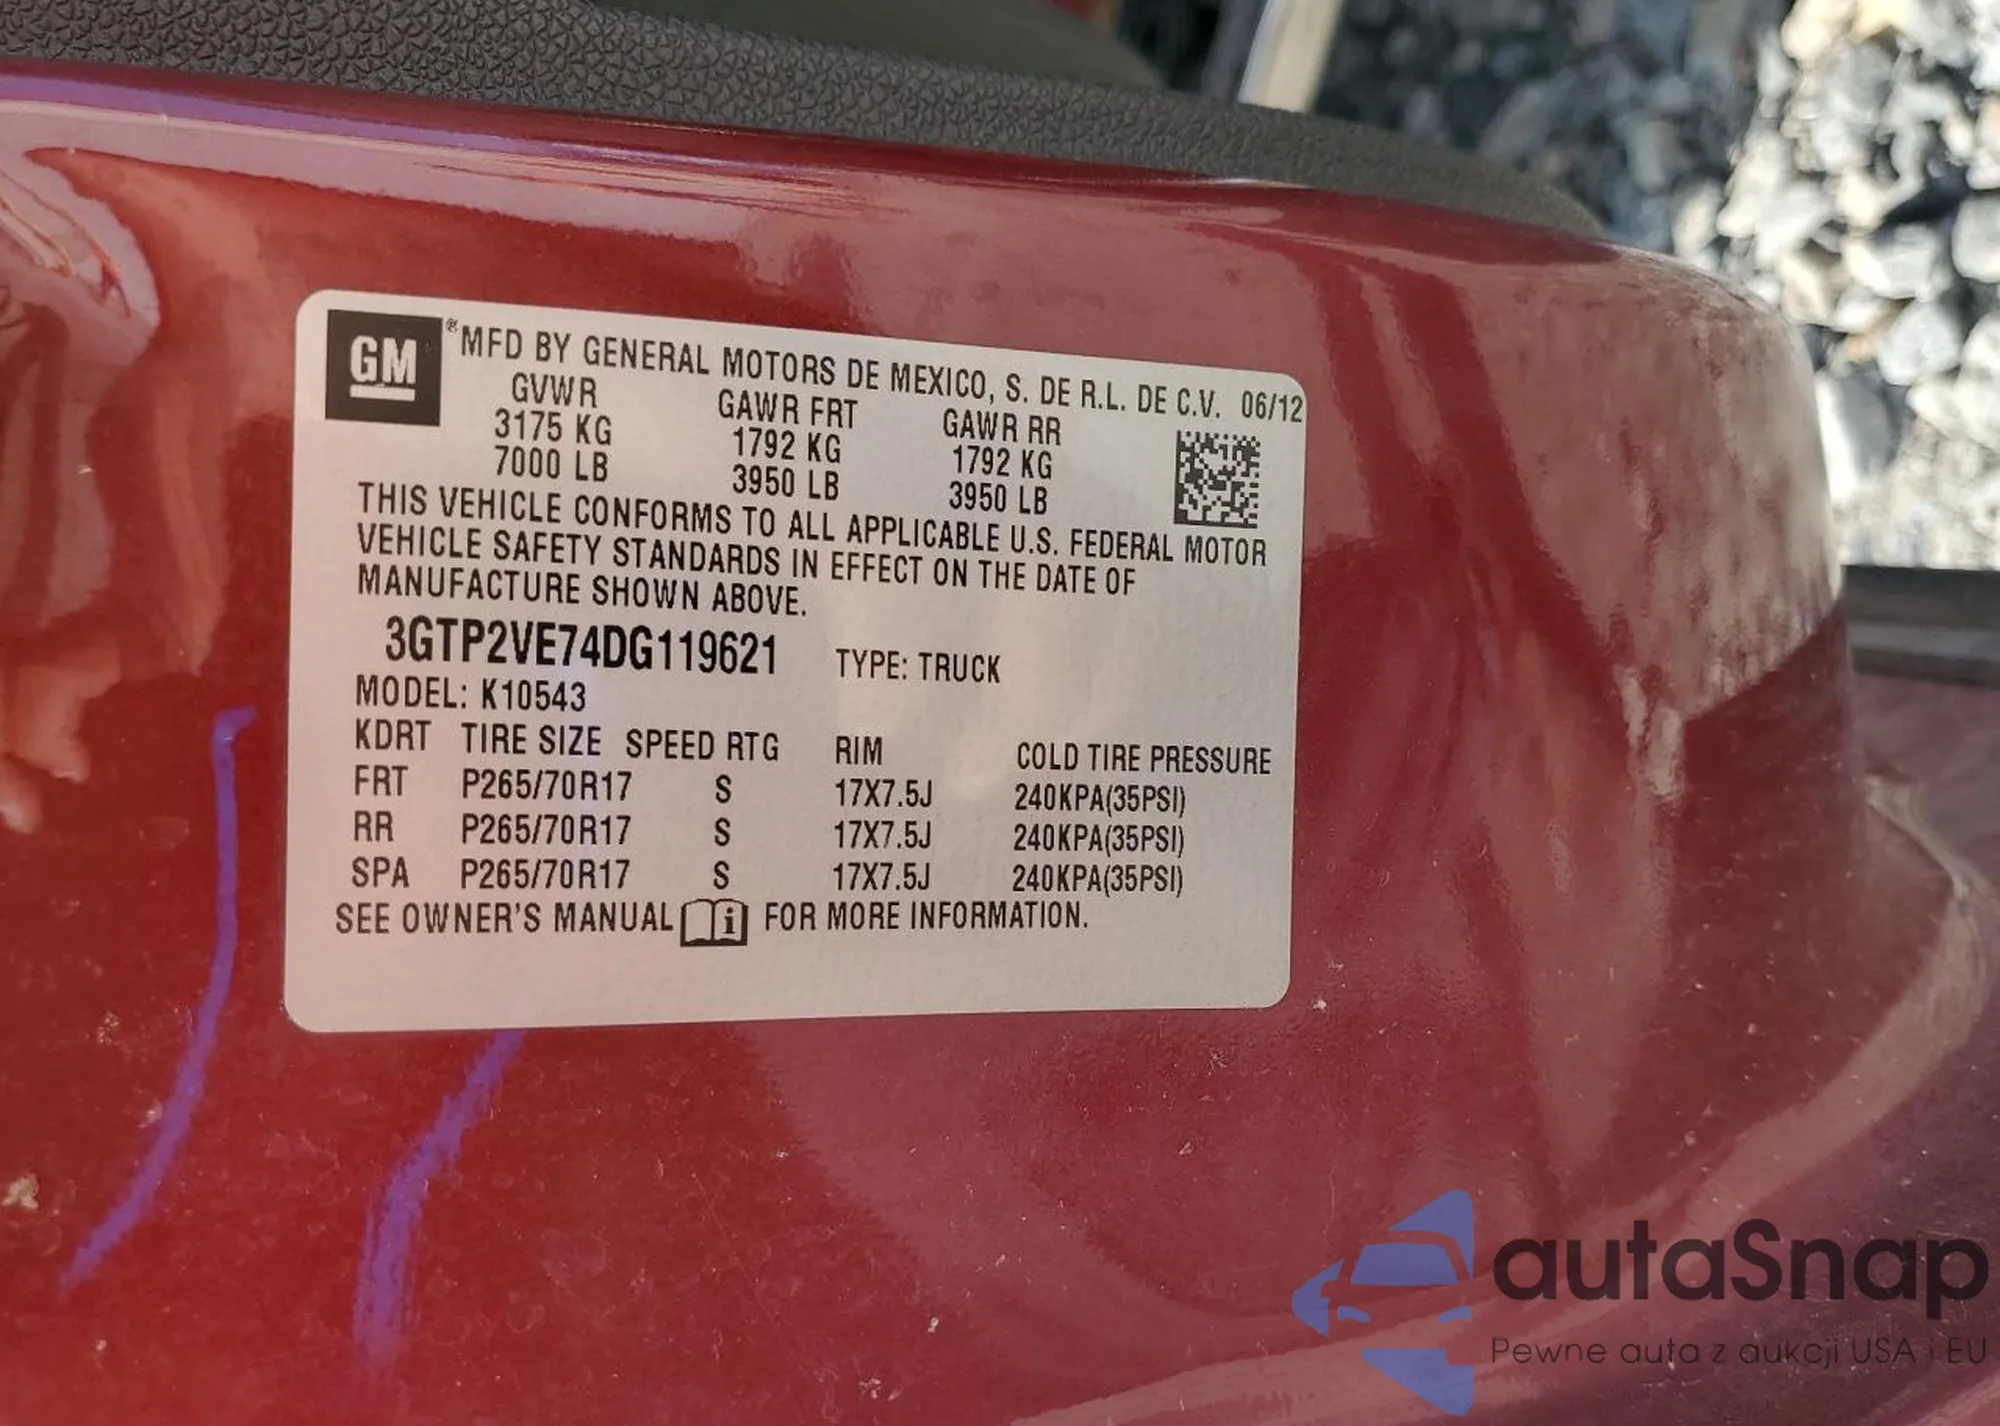 GM ® MFD BY GENERAL MOTORS DE MEXICO, S. DE R.L. DE C.V. 06/12
GVWR GAWR FRT GAWR RR
3175 KG 1792 KG 1792 KG
7000 LB 3950 LB 3950 LB
THIS VEHICLE CONFORMS TO ALL APPLICABLE U.S. FEDERAL MOTOR
VEHICLE SAFETY STANDARDS IN EFFECT ON THE DATE OF
MANUFACTURE SHOWN ABOVE.
3GTP2VE74DG119621 TYPE: TRUCK
MODEL: K10543
KDRT TIRE SIZE SPEED RTG RIM COLD TIRE PRESSURE
FRT P265/70R17 S 17X7.5J 240KPA(35PSI)
RR P265/70R17 S 17X7.5J 240KPA(35PSI)
SPA P265/70R17 S 17X7.5J 240KPA(35PSI)
SEE OWNER'S MANUAL i FOR MORE INFORMATION.
autaSnap
Pewne auta z aukcji USA i EU